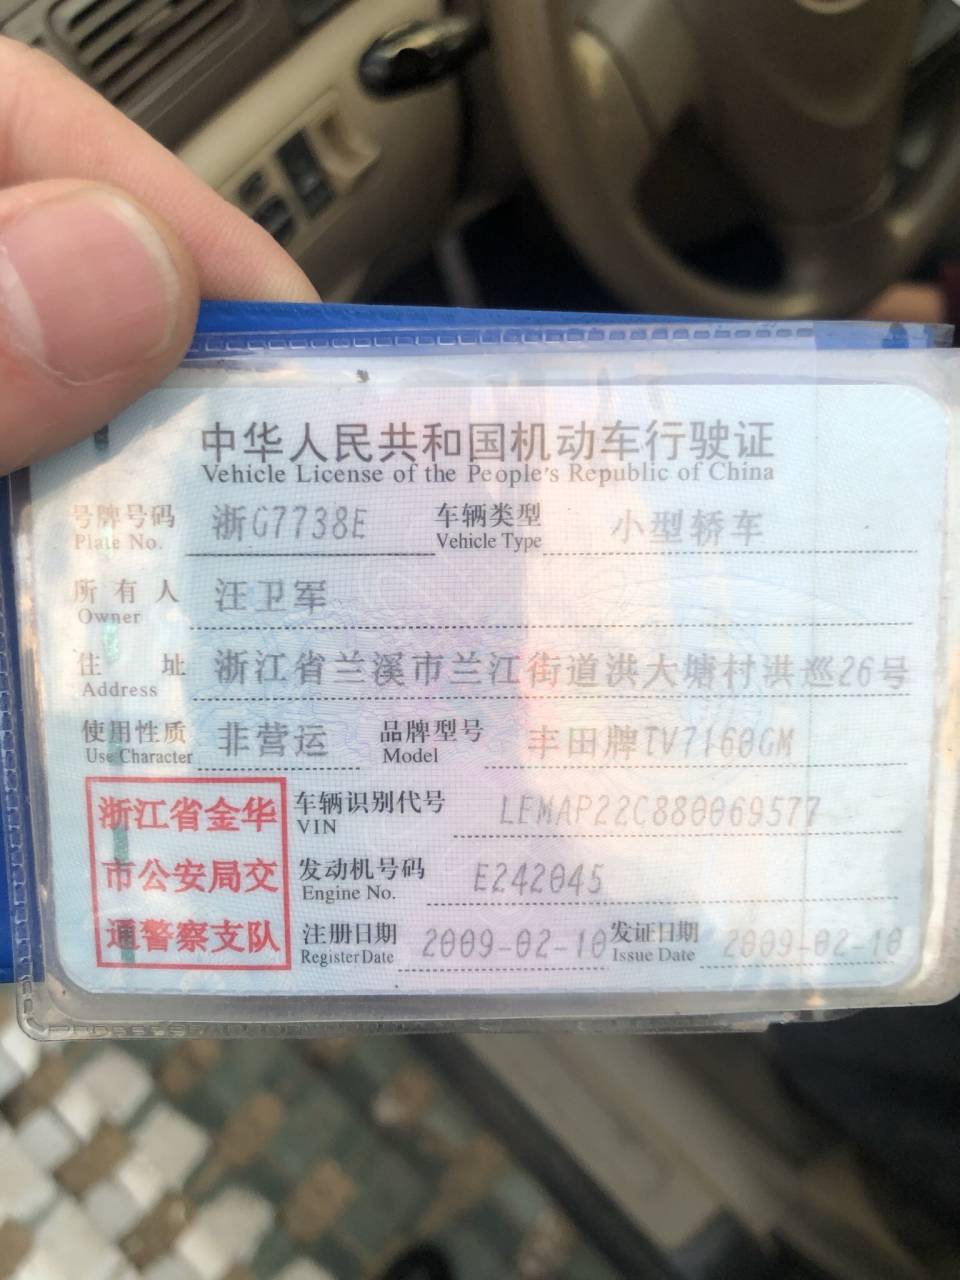 中华人民共和国机动车行驶证
Vehicle License of the People's Republic of China
号牌号码 浙G7738E 车辆类型 小型轿车
Plate No. Vehicle Type
所有人 汪卫军
Owner
住址 浙江省兰溪市兰江街道洪大塘村洪巡26号
Address
使用性质 非营运 品牌型号 丰田牌TV7160GM
Use Character Model
浙江省金华
市公安局交
通警察支队
车辆识别代号 LFMAP22C880069577
VIN
发动机号码 E242045
Engine No.
注册日期 2009-02-10 发证日期 2009-02-10
Register Date Issue Date